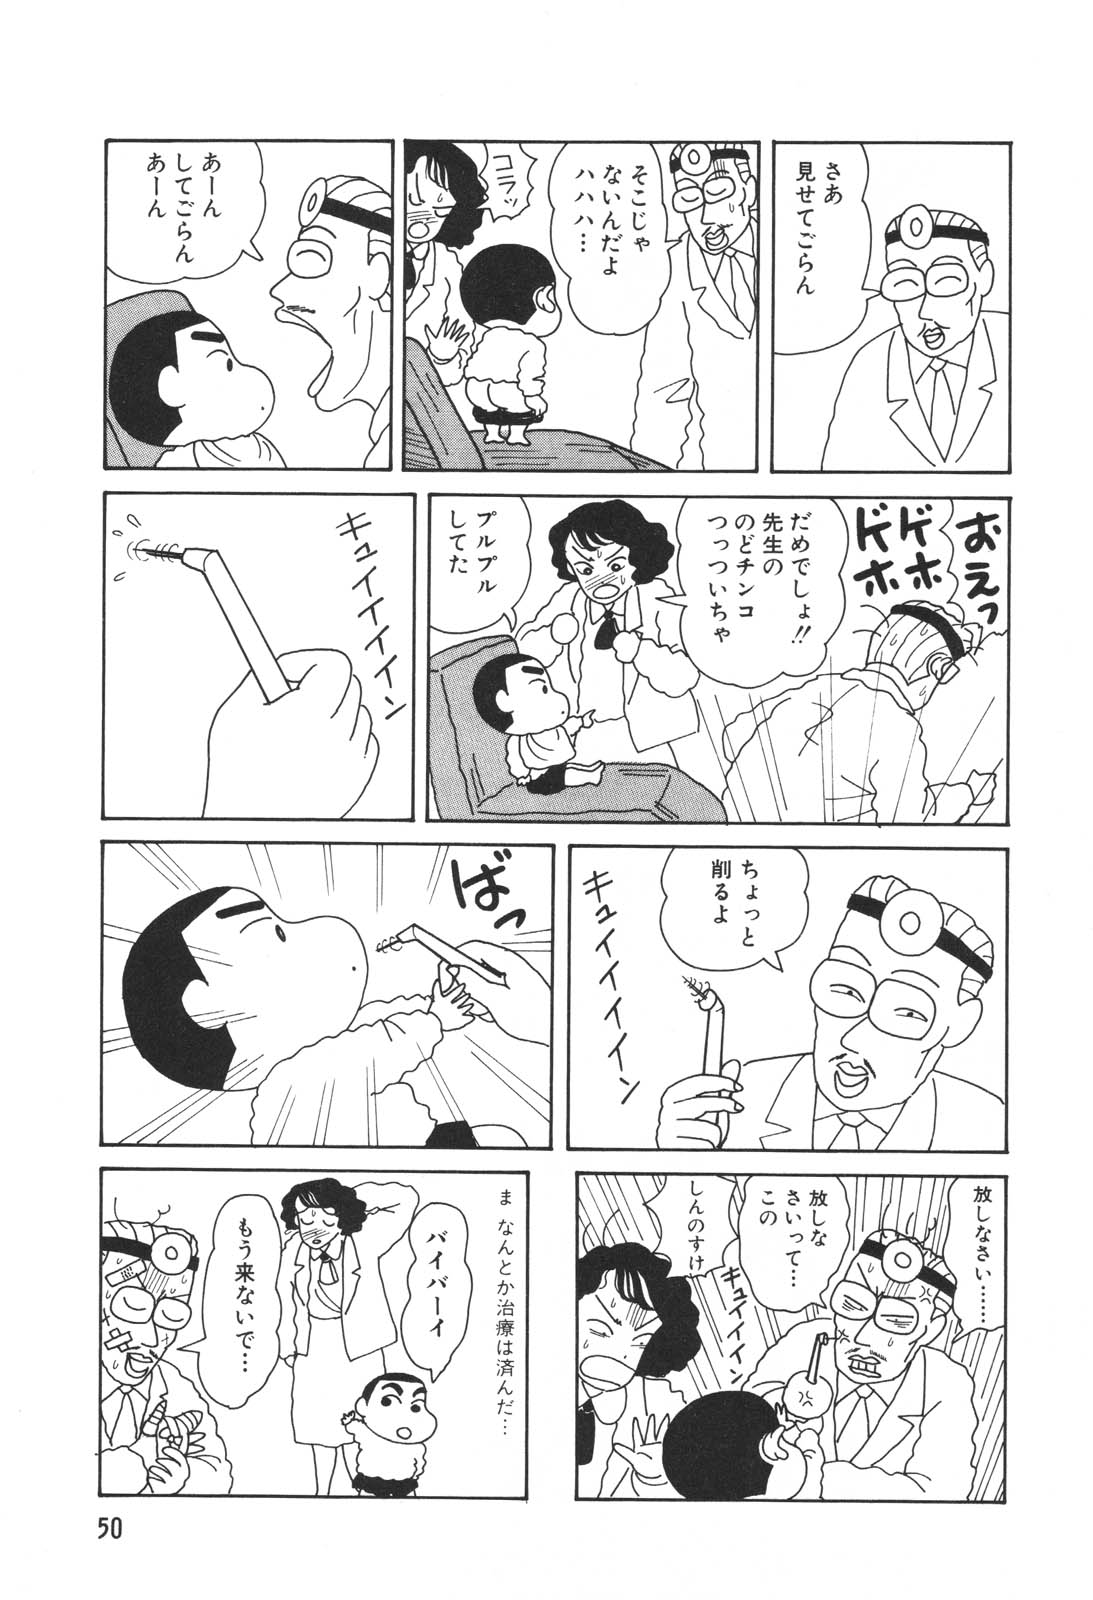 さあ
見せてごらん
そこじゃ
ないんだよ
ハハハ…
コラッ
あーん
してごらん
あーん
おえっ
ゲホ
ゲホ
だめでしょ!!
先生の
のどチンコ
つっついちゃ
プルプル
してた
キュイイイイン
ちょっと
削るよ
キュイイイイイン
ばっ
放しなさい……
放しな
さいって…
この
しんのすけ
キュイイイン
ま なんとか治療は済んだ…
バイバーイ
もう来ないで…
50